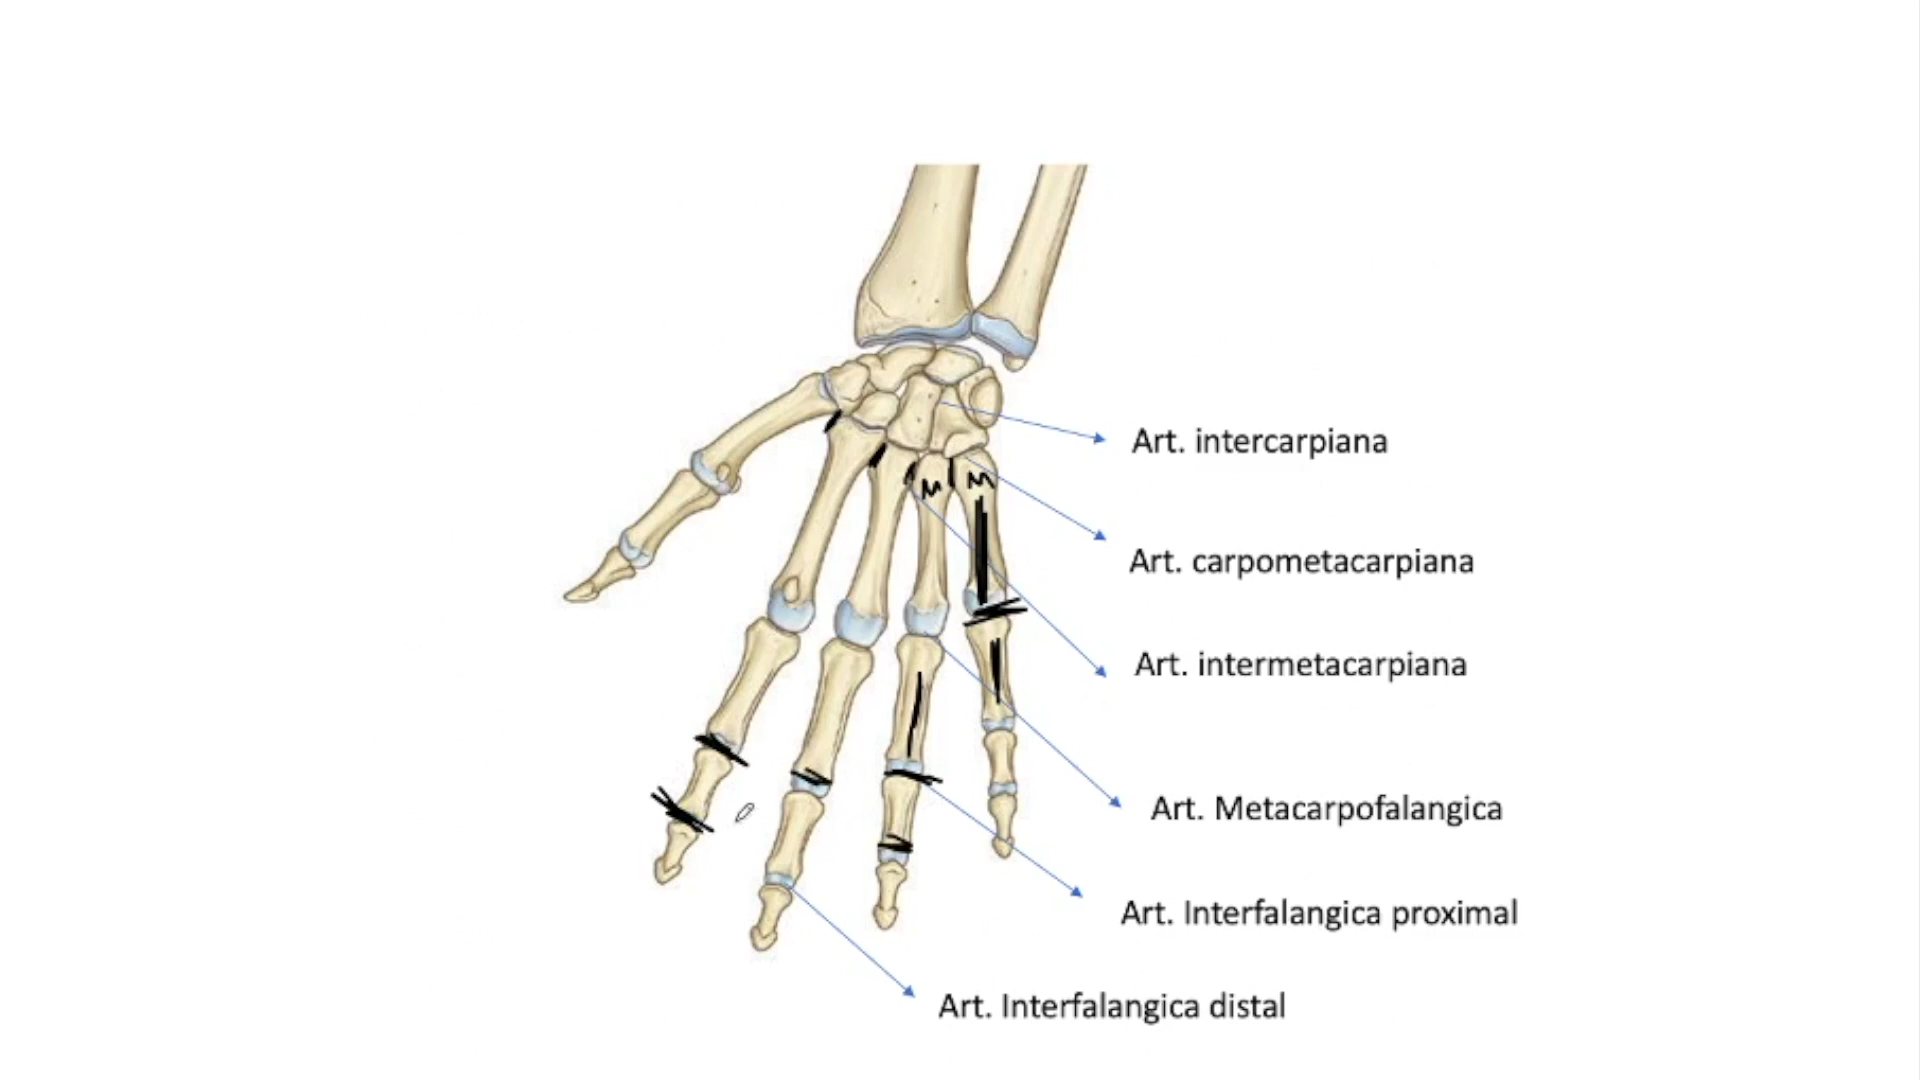 M M
Art. intercarpiana
Art. carpometacarpiana
Art. intermetacarpiana
Art. Metacarpofalangica
Art. Interfalangica proximal
Art. Interfalangica distal